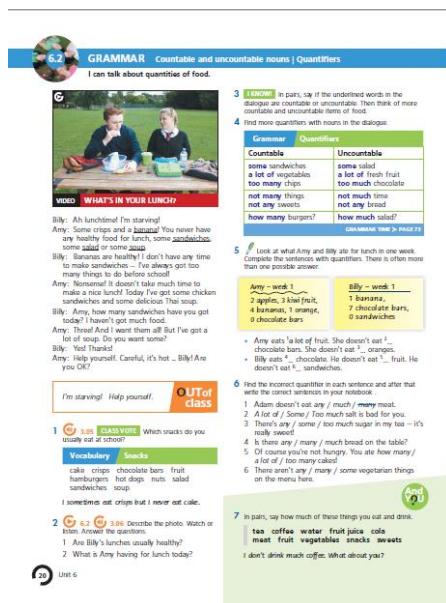 6.2 GRAMMAR Countable and uncountable nouns | Quantifiers
I can talk about quantities of food.
VIDEO WHAT'S IN YOUR LUNCH?
Billy: Ah lunchtime! I'm starving!
Amy: Some crisps and a banana! You never have
any healthy food for lunch, some sandwiches,
some salad or some soup.
Billy: Bananas are healthy! I don't have any time
to make sandwiches – I've always got too
many things to do before school!
Amy: Nonsense! It doesn't take much time to
make a nice lunch! Today I've got some chicken
sandwiches and some delicious Thai soup.
Billy: Amy, how many sandwiches have you got
today? I haven't got much food.
Amy: Three! And I want them all! But I've got a
lot of soup. Do you want some?
Billy: Yes! Thanks!
Amy: Help yourself. Careful, it's hot ... Billy! Are
you OK?
I'm starving! Help yourself.
OUT of
class
1 3.05 CLASS VOTE Which snacks do you
usually eat at school?
Vocabulary Snacks
cake crisps chocolate bars fruit
hamburgers hot dogs nuts salad
sandwiches soup
I sometimes eat crisps but I never eat cake.
2 6.2 3.06 Describe the photo. Watch or
listen. Answer the questions.
1 Are Billy's lunches usually healthy?
2 What is Amy having for lunch today?
20 Unit 6
3 I KNOW! In pairs, say if the underlined words in the
dialogue are countable or uncountable. Then think of more
countable and uncountable items of food.
4 Find more quantifiers with nouns in the dialogue.
Grammar Quantifiers
Countable Uncountable
some sandwiches some salad
a lot of vegetables a lot of fresh fruit
too many chips too much chocolate
not many things not much time
not any sweets not any bread
how many burgers? how much salad?
GRAMMAR TIME > PAGE 73
5 Look at what Amy and Billy ate for lunch in one week.
Complete the sentences with quantifiers. There is often more
than one possible answer.
Amy – week 1
2 apples, 3 kiwi fruit,
4 bananas, 1 orange,
0 chocolate bars
Billy – week 1
1 banana,
7 chocolate bars,
0 sandwiches
• Amy eats ¹a lot of fruit. She doesn't eat ²_
chocolate bars. She doesn't eat ³_ oranges.
• Billy eats ⁴_ chocolate. He doesn't eat ⁵_ fruit. He
doesn't eat ⁶_ sandwiches.
6 Find the incorrect quantifier in each sentence and after that
write the correct sentences in your notebook .
1 Adam doesn't eat any / much / many meat.
2 A lot of / Some / Too much salt is bad for you.
3 There's any / some / too much sugar in my tea – it's
really sweet!
4 Is there any / many / much bread on the table?
5 Of course you're not hungry. You ate how many /
a lot of / too many cakes!
6 There aren't any / many / some vegetarian things
on the menu here.
And
YOU
7 In pairs, say how much of these things you eat and drink.
tea coffee water fruit juice cola
meat fruit vegetables snacks sweets
I don't drink much coffee. What about you?